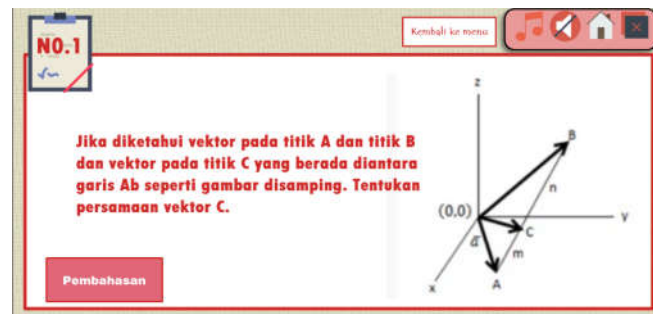 NO.1
Kembali ke menu
Jika diketahui vektor pada titik A dan titik B
dan vektor pada titik C yang berada diantara
garis Ab seperti gambar disamping. Tentukan
persamaan vektor C.
Pembahasan
z
B
n
(0.0)
y
C
a
m
x
A